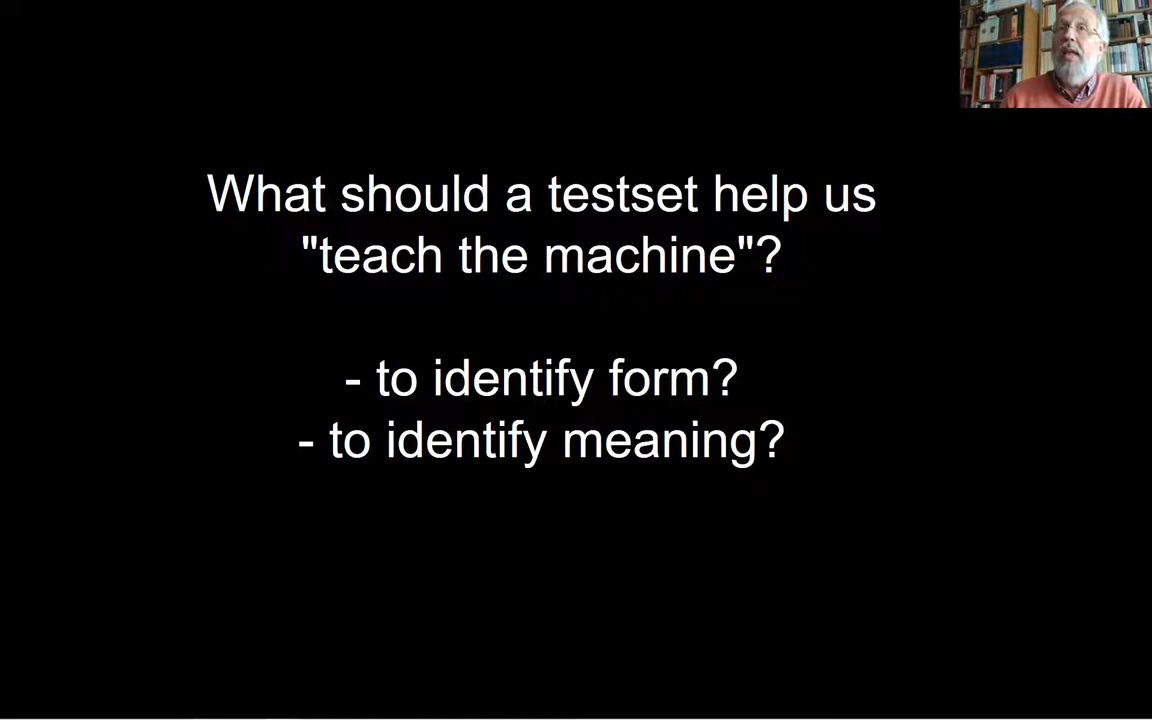 What should a testset help us
"teach the machine"?
- to identify form?
- to identify meaning?